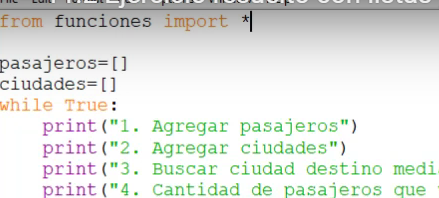 from funciones import *
pasajeros=[]
ciudades=[]
while True:
print("1. Agregar pasajeros")
print("2. Agregar ciudades")
print("3. Buscar ciudad destino medi
print("4. Cantidad de pasajeros que